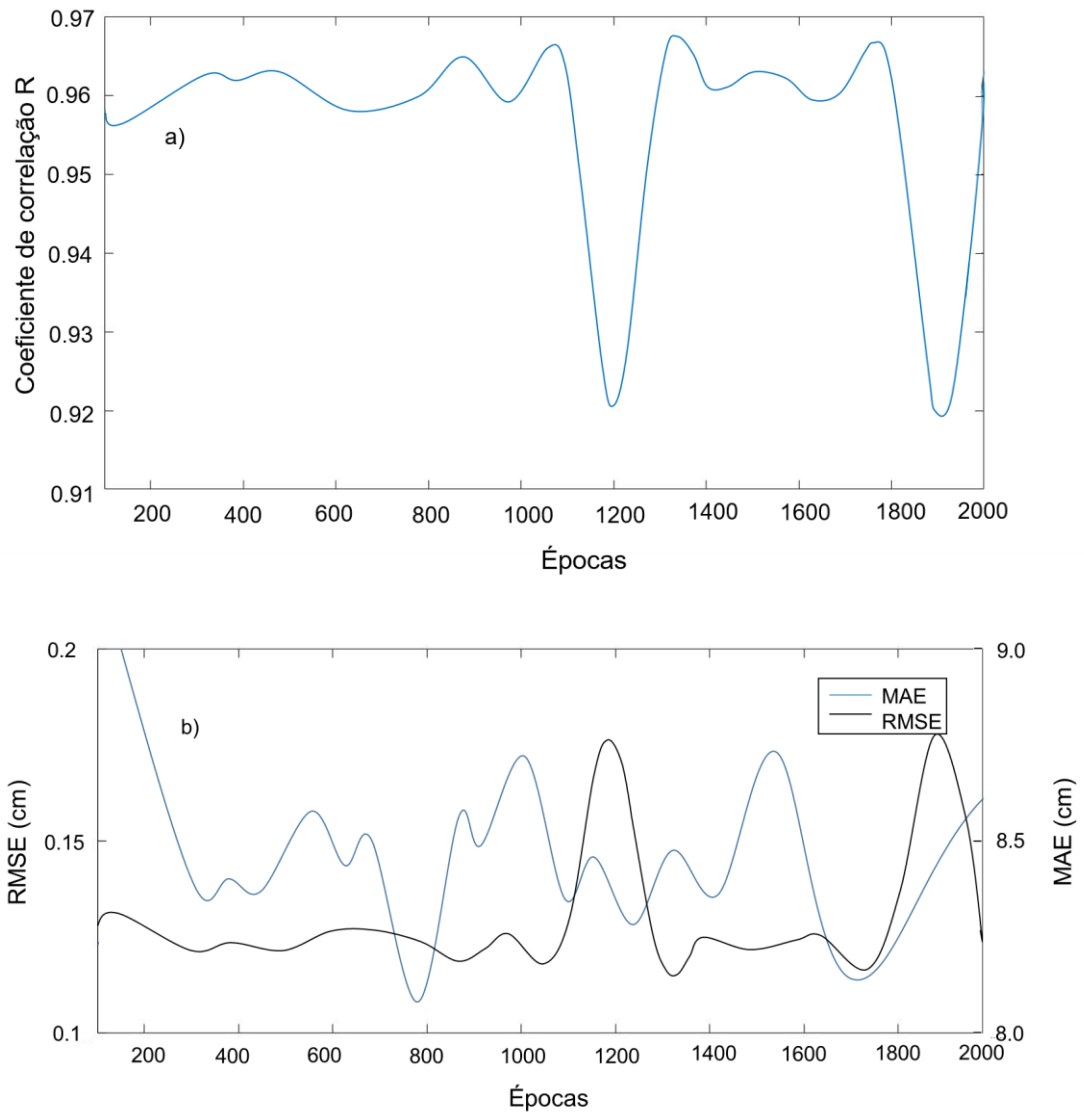 0.97
0.96
0.95
0.94
0.93
0.92
0.91
Coeficiente de correlação R
a)
200 400 600 800 1000 1200 1400 1600 1800 2000
Épocas
0.2
0.15
0.1
RMSE (cm)
b)
MAE
RMSE
9.0
8.5
8.0
MAE (cm)
200 400 600 800 1000 1200 1400 1600 1800 2000
Épocas